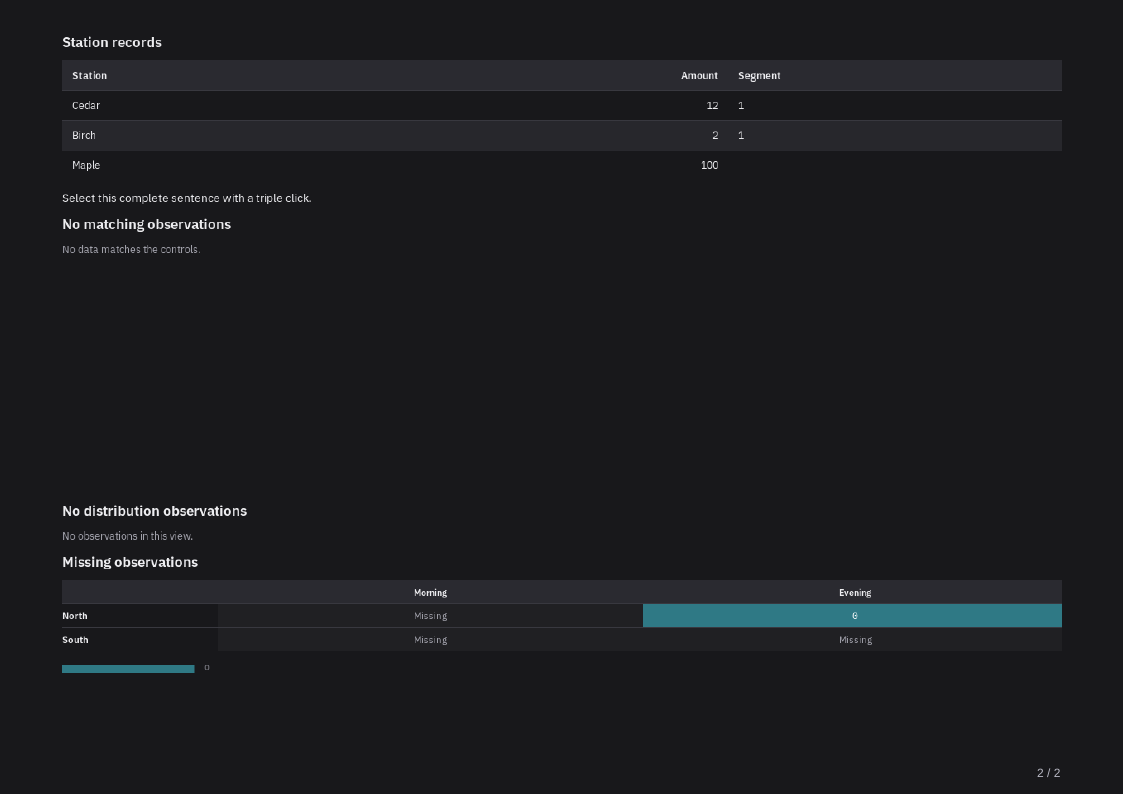 Station records
Station Amount Segment
Cedar 12 1
Birch 2 1
Maple 100
Select this complete sentence with a triple click.
No matching observations
No data matches the controls.
No distribution observations
No observations in this view.
Missing observations
Morning Evening
North Missing 0
South Missing Missing
0
2 / 2